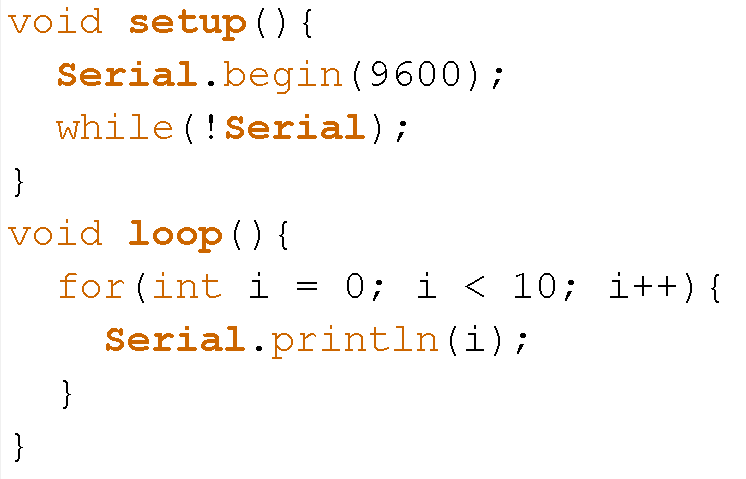 void setup(){
  Serial.begin(9600);
  while(!Serial);
}
void loop(){
  for(int i = 0; i < 10; i++){
    Serial.println(i);
  }
}